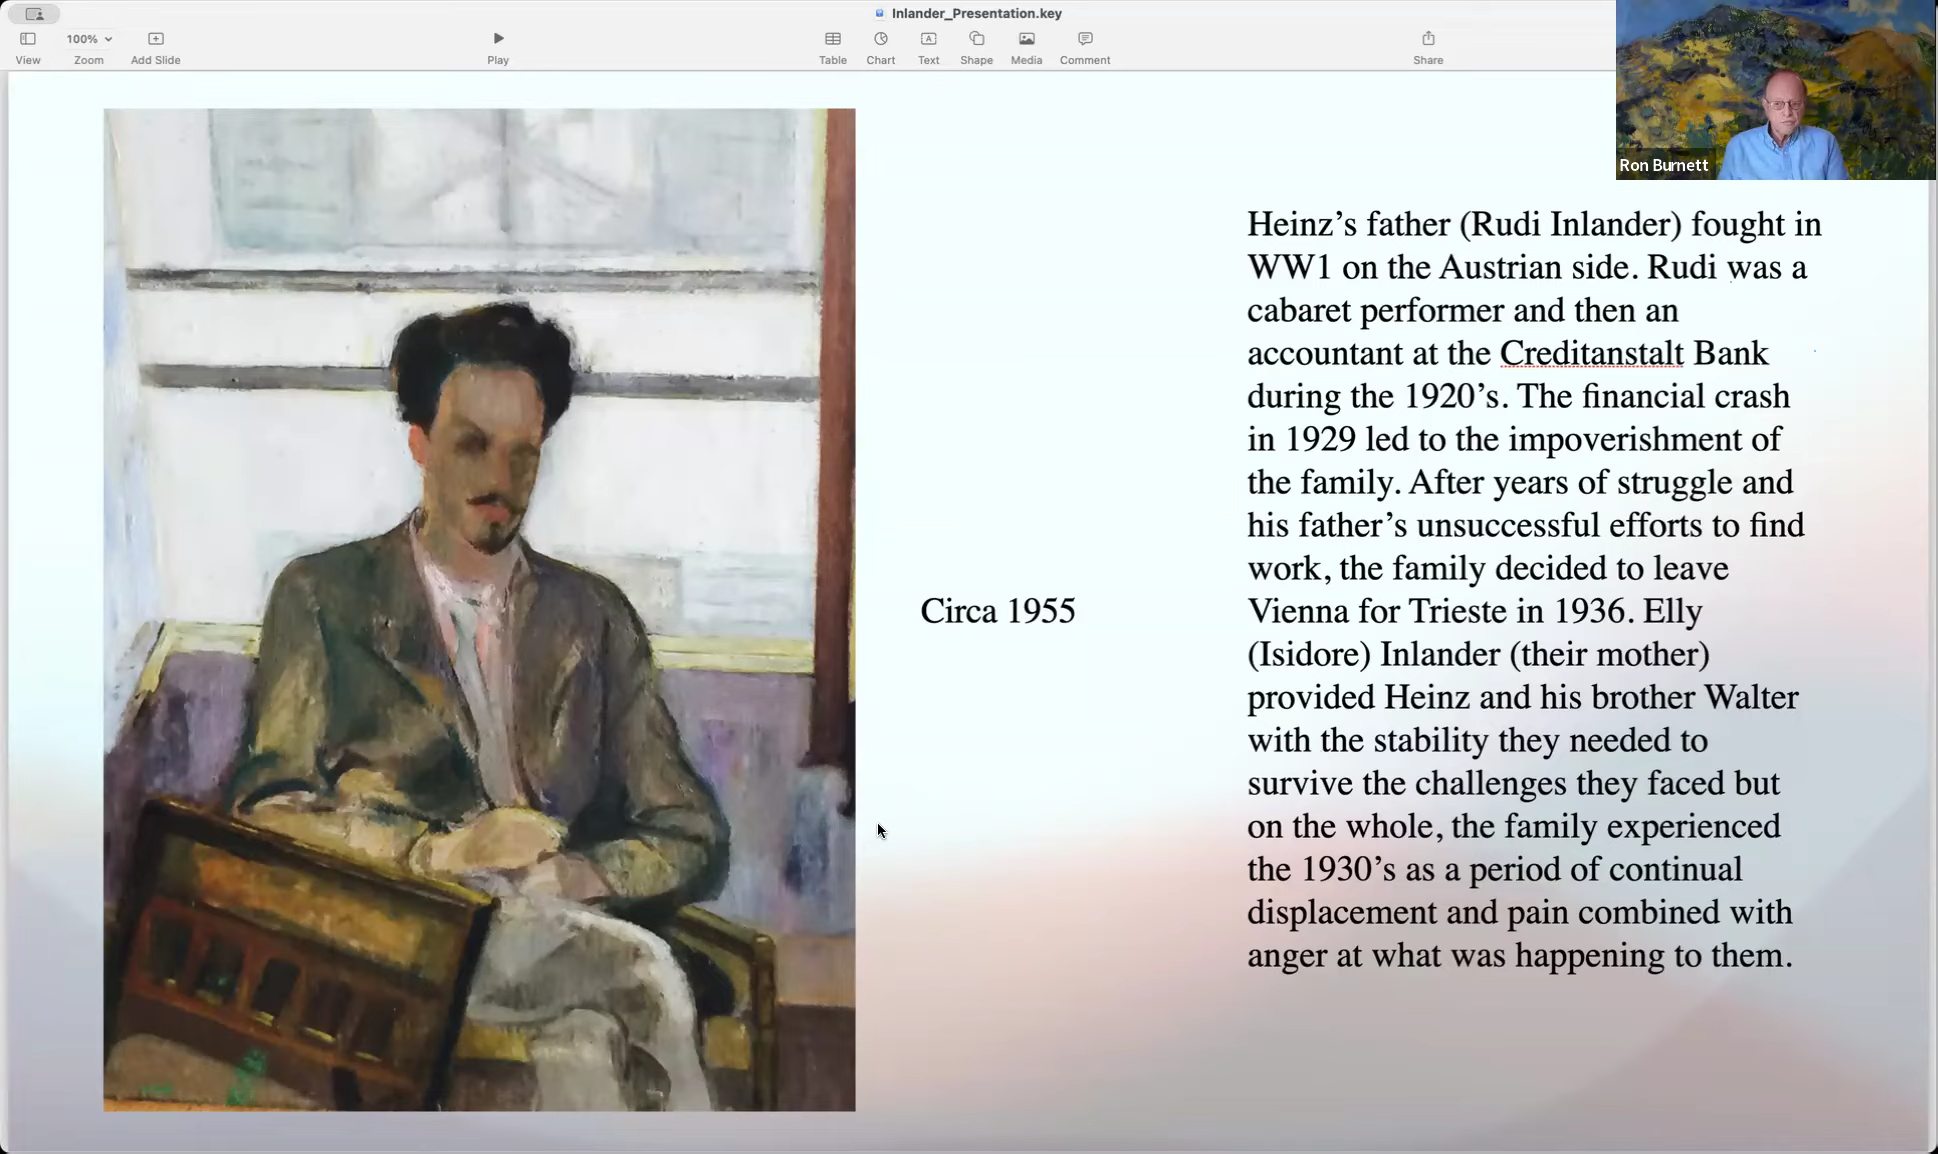 Inlander_Presentation.key
100%
View
Zoom
Add Slide
Play
Table
Chart
Text
Shape
Media
Comment
Share
Ron Burnett
Heinz’s father (Rudi Inlander) fought in
WW1 on the Austrian side. Rudi was a
cabaret performer and then an
accountant at the Creditanstalt Bank
during the 1920’s. The financial crash
in 1929 led to the impoverishment of
the family. After years of struggle and
his father’s unsuccessful efforts to find
work, the family decided to leave
Vienna for Trieste in 1936. Elly
(Isidore) Inlander (their mother)
provided Heinz and his brother Walter
with the stability they needed to
survive the challenges they faced but
on the whole, the family experienced
the 1930’s as a period of continual
displacement and pain combined with
anger at what was happening to them.
Circa 1955